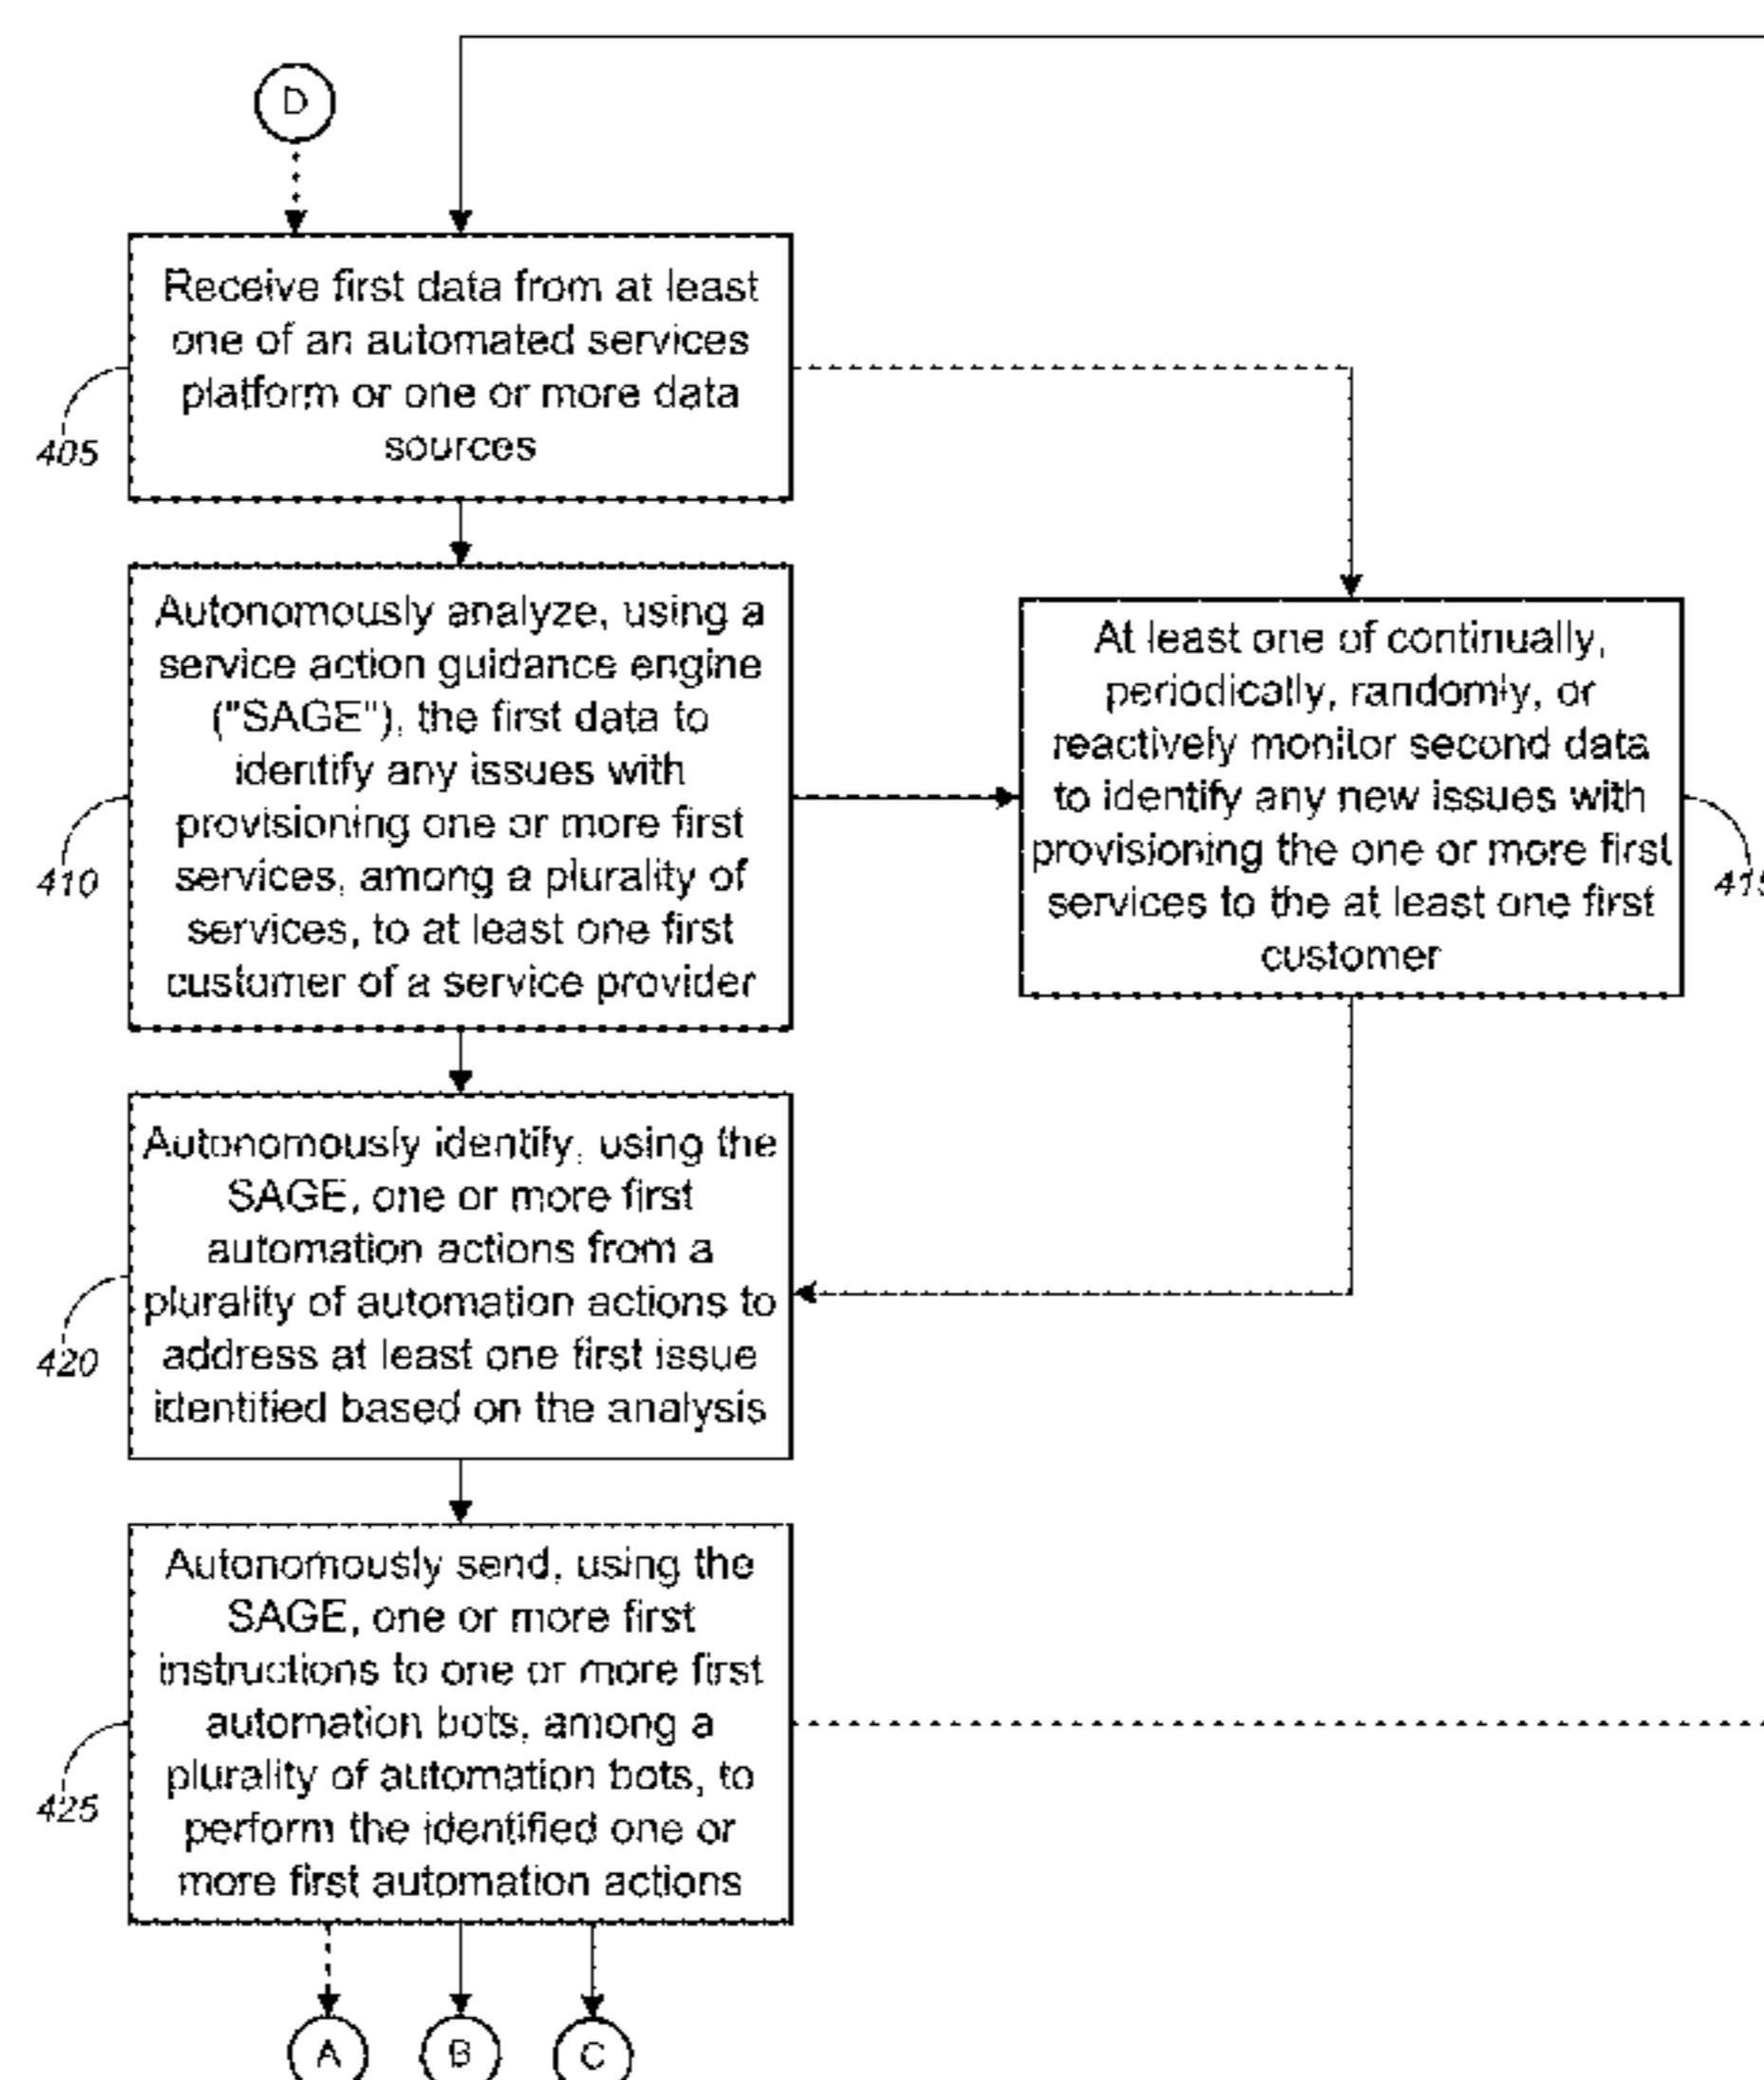 D
Receive first data from at least
one of an automated services
platform or one or more data
sources
405
Autonomously analyze, using a
service action guidance engine
("SAGE"), the first data to
identify any issues with
provisioning one or more first
services, among a plurality of
services, to at least one first
customer of a service provider
410
At least one of continually,
periodically, randomly, or
reactively monitor second data
to identify any new issues with
provisioning the one or more first
services to the at least one first
customer
Autonomously identify, using the
SAGE, one or more first
automation actions from a
plurality of automation actions to
address at least one first issue
identified based on the analysis
420
Autonomously send, using the
SAGE, one or more first
instructions to one or more first
automation bots, among a
plurality of automation bots, to
perform the identified one or
more first automation actions
425
A B C